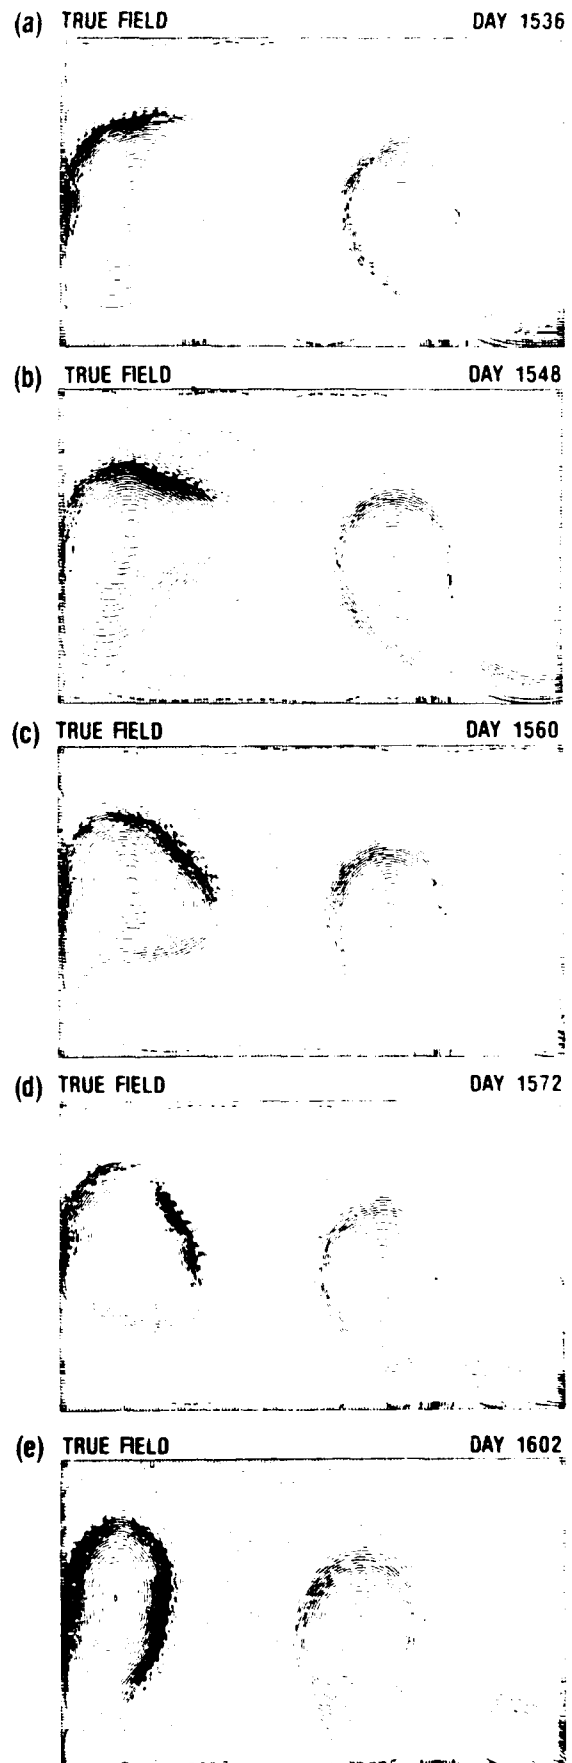 (a) TRUE FIELD DAY 1536
(b) TRUE FIELD DAY 1548
(c) TRUE FIELD DAY 1560
(d) TRUE FIELD DAY 1572
(e) TRUE FIELD DAY 1602